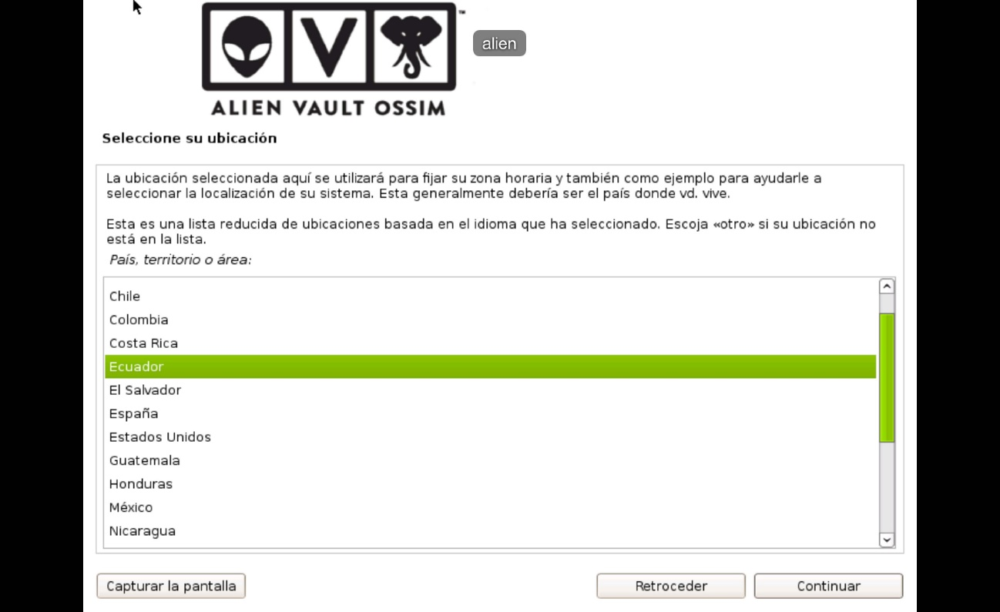 ™
alien
ALIEN VAULT OSSIM
Seleccione su ubicación
La ubicación seleccionada aquí se utilizará para fijar su zona horaria y también como ejemplo para ayudarle a
seleccionar la localización de su sistema. Esta generalmente debería ser el país donde vd. vive.
Esta es una lista reducida de ubicaciones basada en el idioma que ha seleccionado. Escoja «otro» si su ubicación no
está en la lista.
País, territorio o área:
Chile
Colombia
Costa Rica
Ecuador
El Salvador
España
Estados Unidos
Guatemala
Honduras
México
Nicaragua
Capturar la pantalla
Retroceder
Continuar